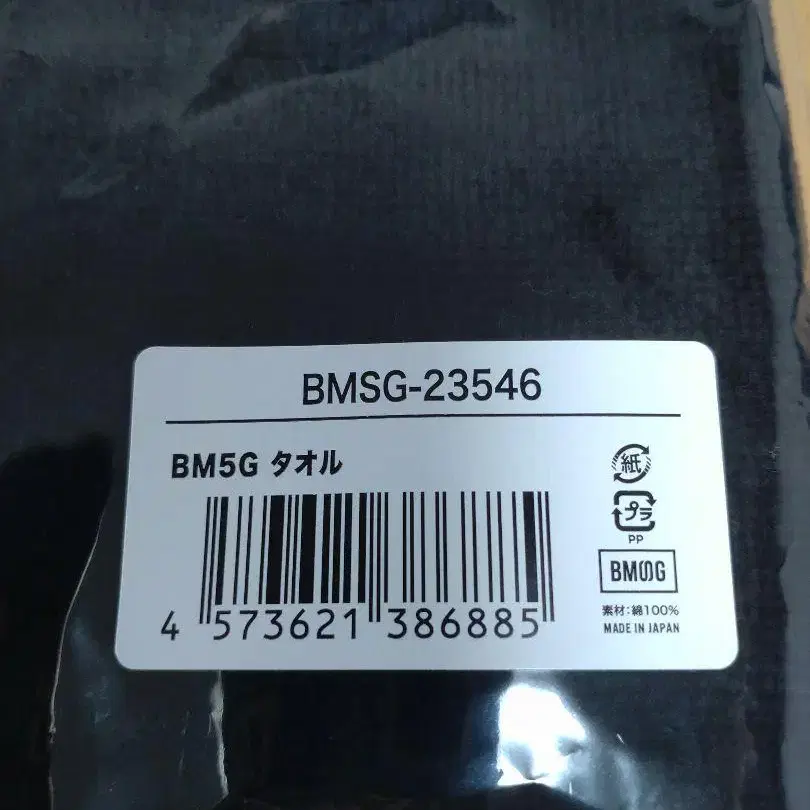 BMSG-23546
BM5G タオル
4 573621 386885
紙
プラ
PP
BMSG
素材:綿100%
MADE IN JAPAN